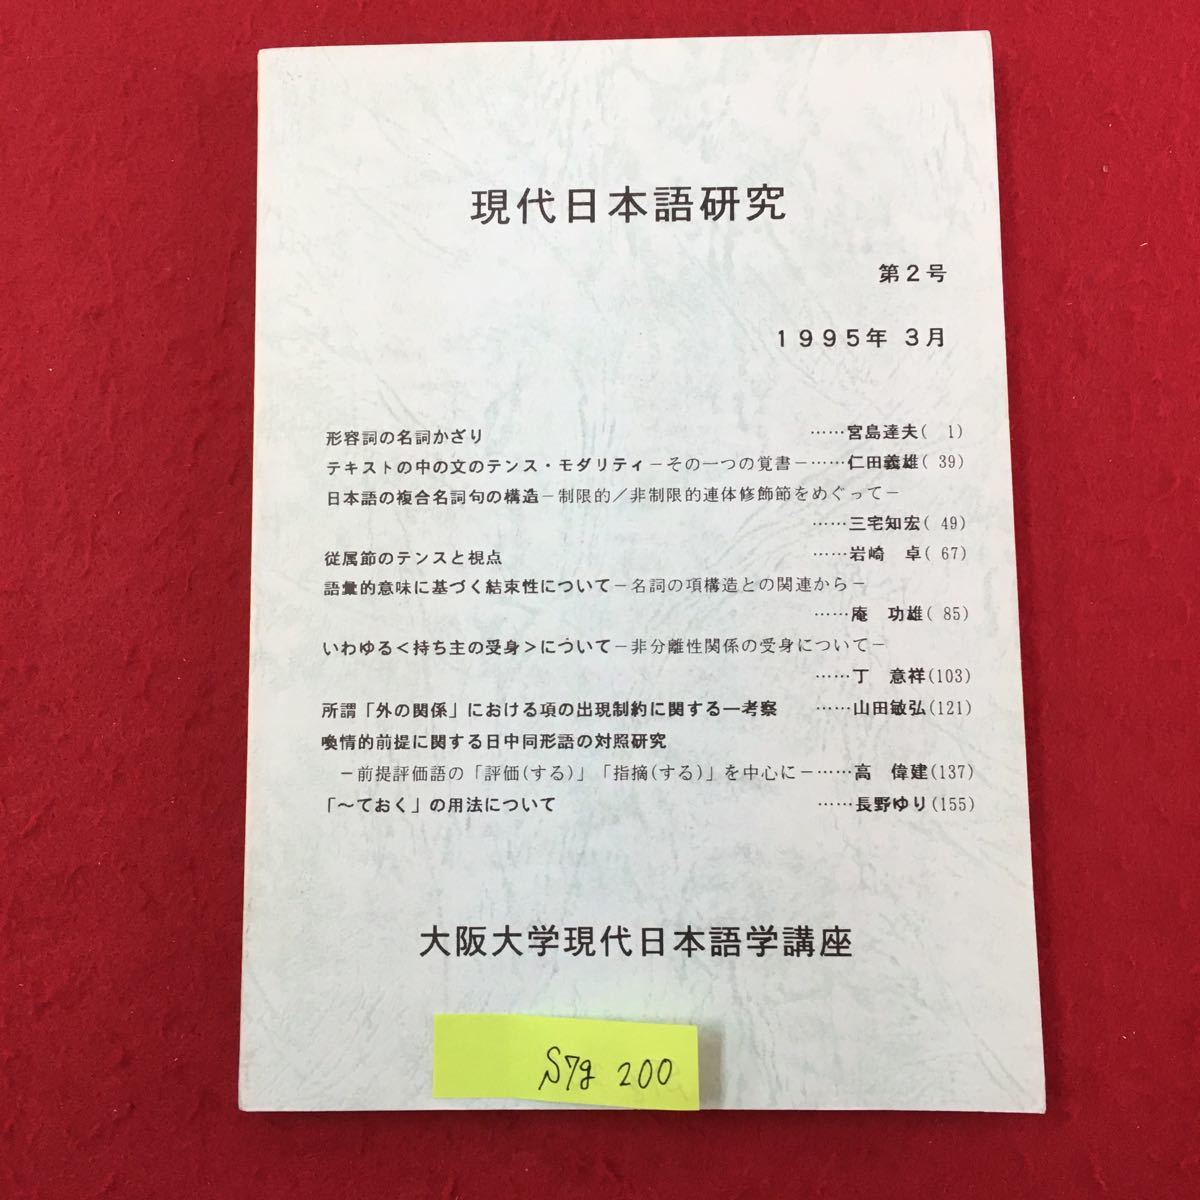 現代日本語研究
第2号
1995年 3月
形容詞の名詞かざり ……宮島達夫( 1)
テキストの中の文のテンス・モダリティ－その一つの覚書－……仁田義雄( 39)
日本語の複合名詞句の構造－制限的／非制限的連体修飾節をめぐって－
……三宅知宏( 49)
従属節のテンスと視点 ……岩崎 卓( 67)
語彙的意味に基づく結束性について－名詞の項構造との関連から－
……庵 功雄( 85)
いわゆる＜持ち主の受身＞について－非分離性関係の受身について－
……丁 意祥(103)
所謂「外の関係」における項の出現制約に関する一考察 ……山田敏弘(121)
喚情的前提に関する日中同形語の対照研究
－前提評価語の「評価(する)」「指摘(する)」を中心に－……高 偉建(137)
「～ておく」の用法について ……長野ゆり(155)
大阪大学現代日本語学講座
S7g 200